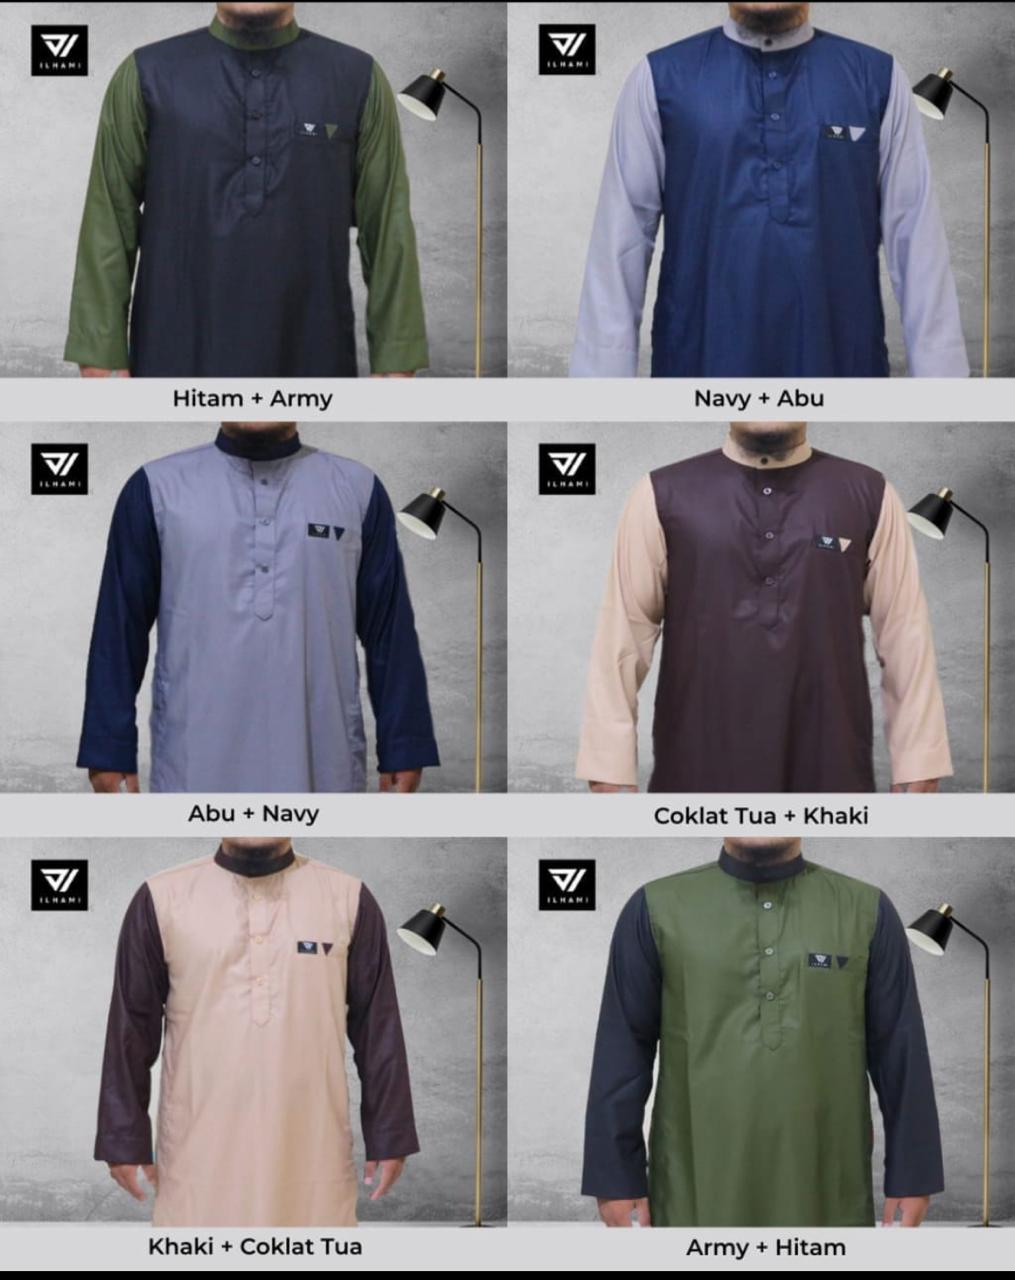 ILHAMI
ILHAMI
Hitam + Army
Navy + Abu
ILHAMI
ILHAMI
Abu + Navy
Coklat Tua + Khaki
ILHAMI
ILHAMI
Khaki + Coklat Tua
Army + Hitam